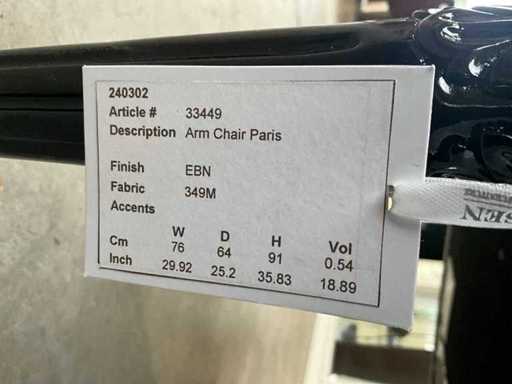 240302
Article # 33449
Description Arm Chair Paris
Finish EBN
Fabric 349M
Accents
W D H Vol
Cm 76 64 91 0.54
Inch 29.92 25.2 35.83 18.89